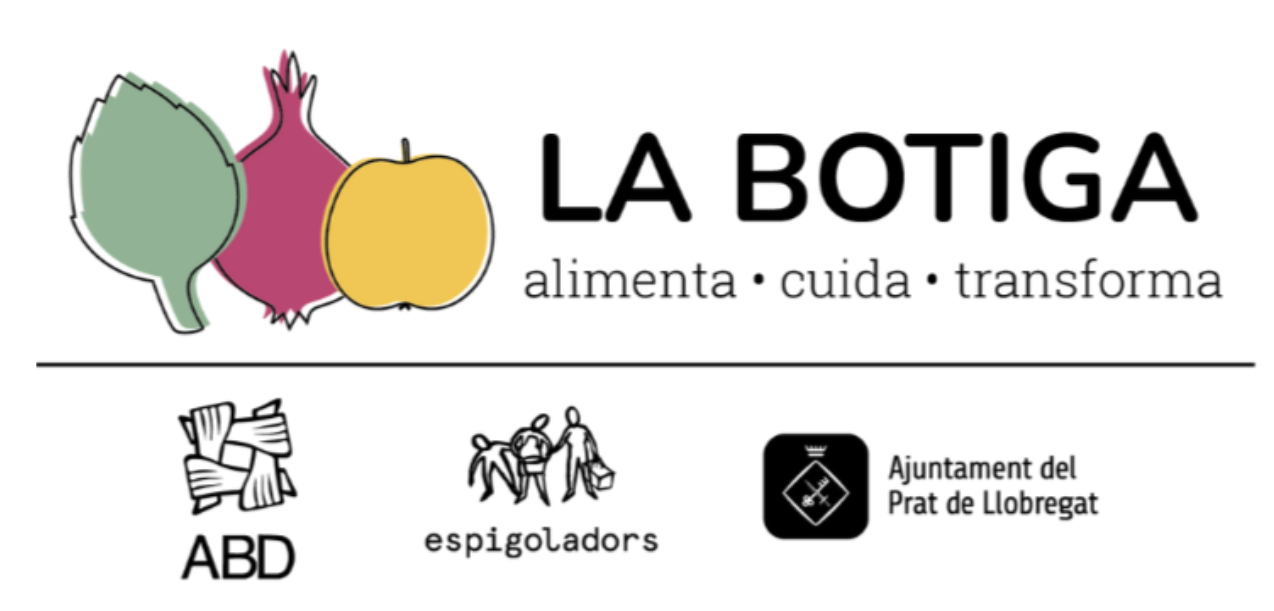 LA BOTIGA
alimenta • cuida • transforma
ABD
espigoladors
Ajuntament del
Prat de Llobregat